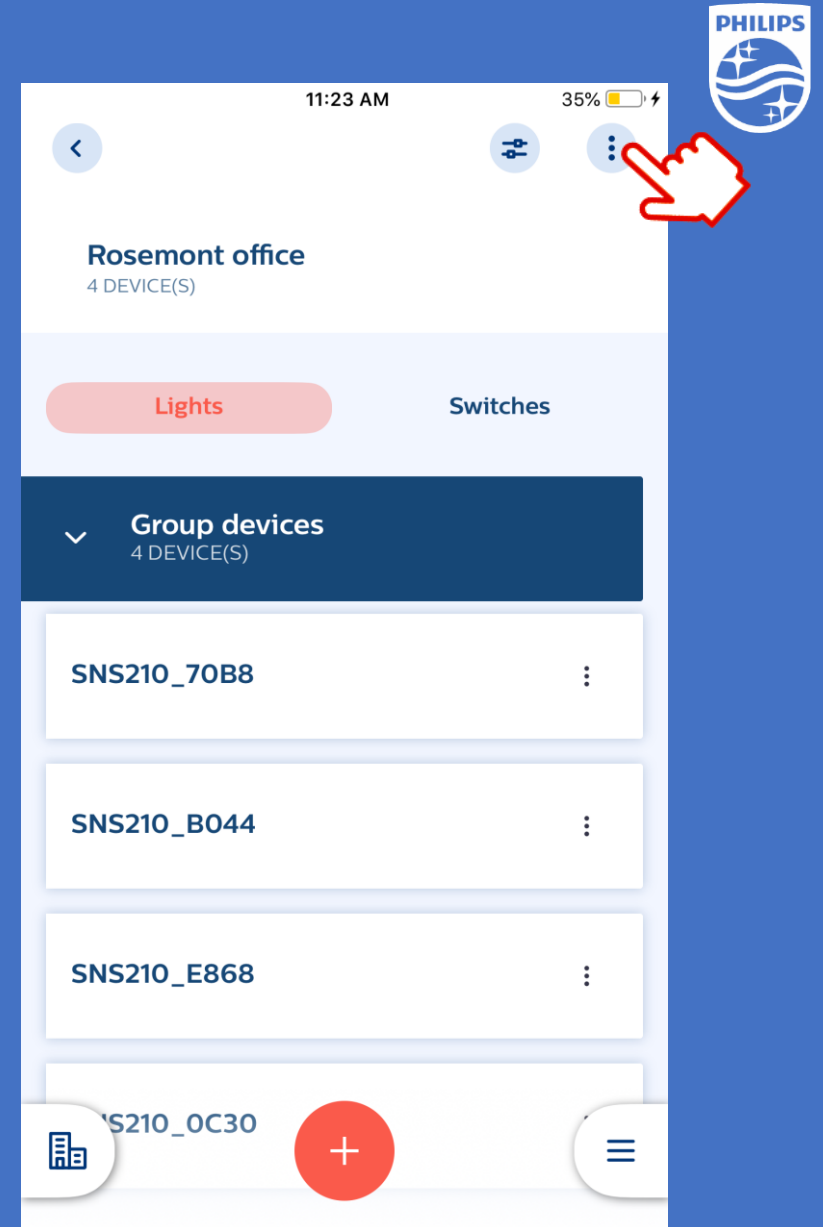 PHILIPS
11:23 AM 35%
Rosemont office
4 DEVICE(S)
Lights Switches
Group devices
4 DEVICE(S)
SNS210_70B8
SNS210_B044
SNS210_E868
S210_0C30